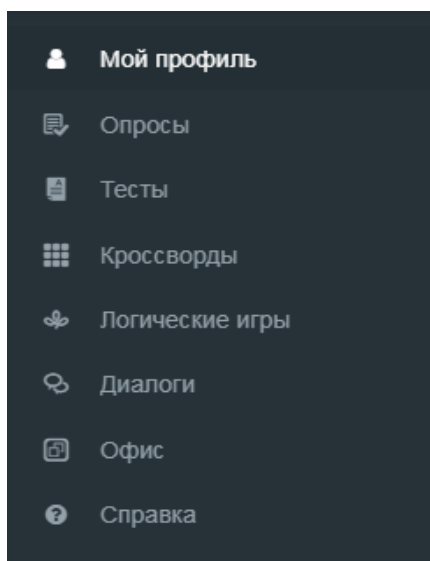 Мой профиль
Опросы
Тесты
Кроссворды
Логические игры
Диалоги
Офис
Справка